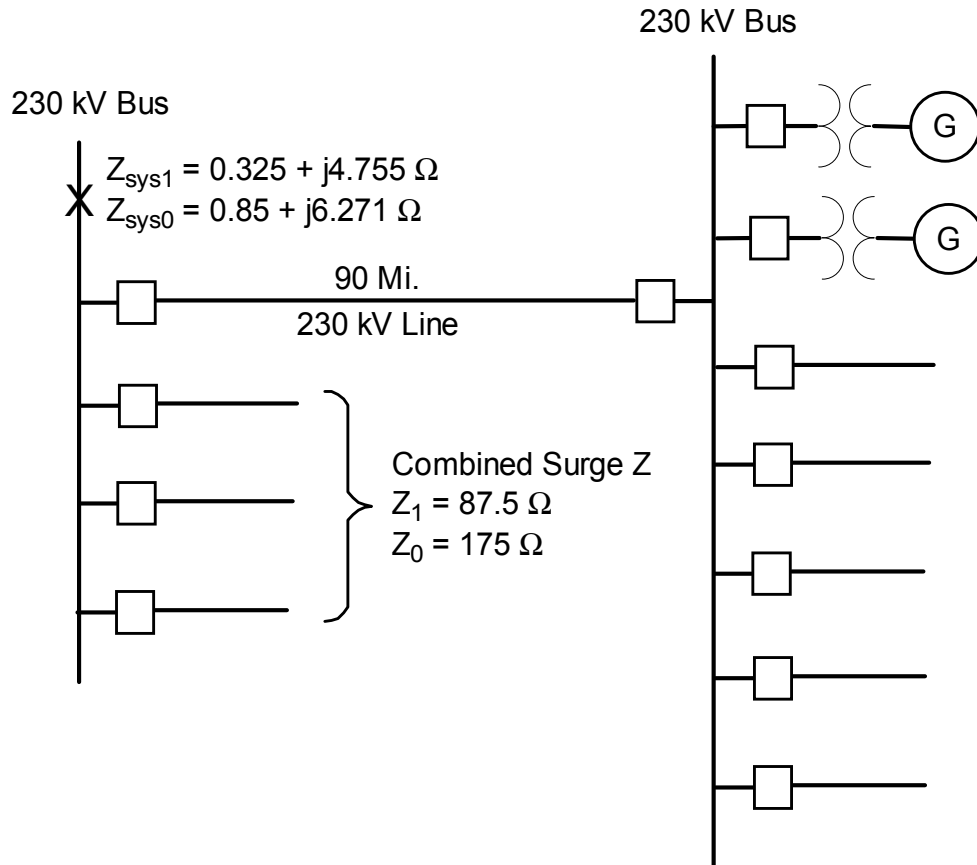 230 kV Bus
230 kV Bus
G
X
Z_sys1 = 0.325 + j4.755 Ω
Z_sys0 = 0.85 + j6.271 Ω
G
90 Mi.
230 kV Line
Combined Surge Z
Z_1 = 87.5 Ω
Z_0 = 175 Ω